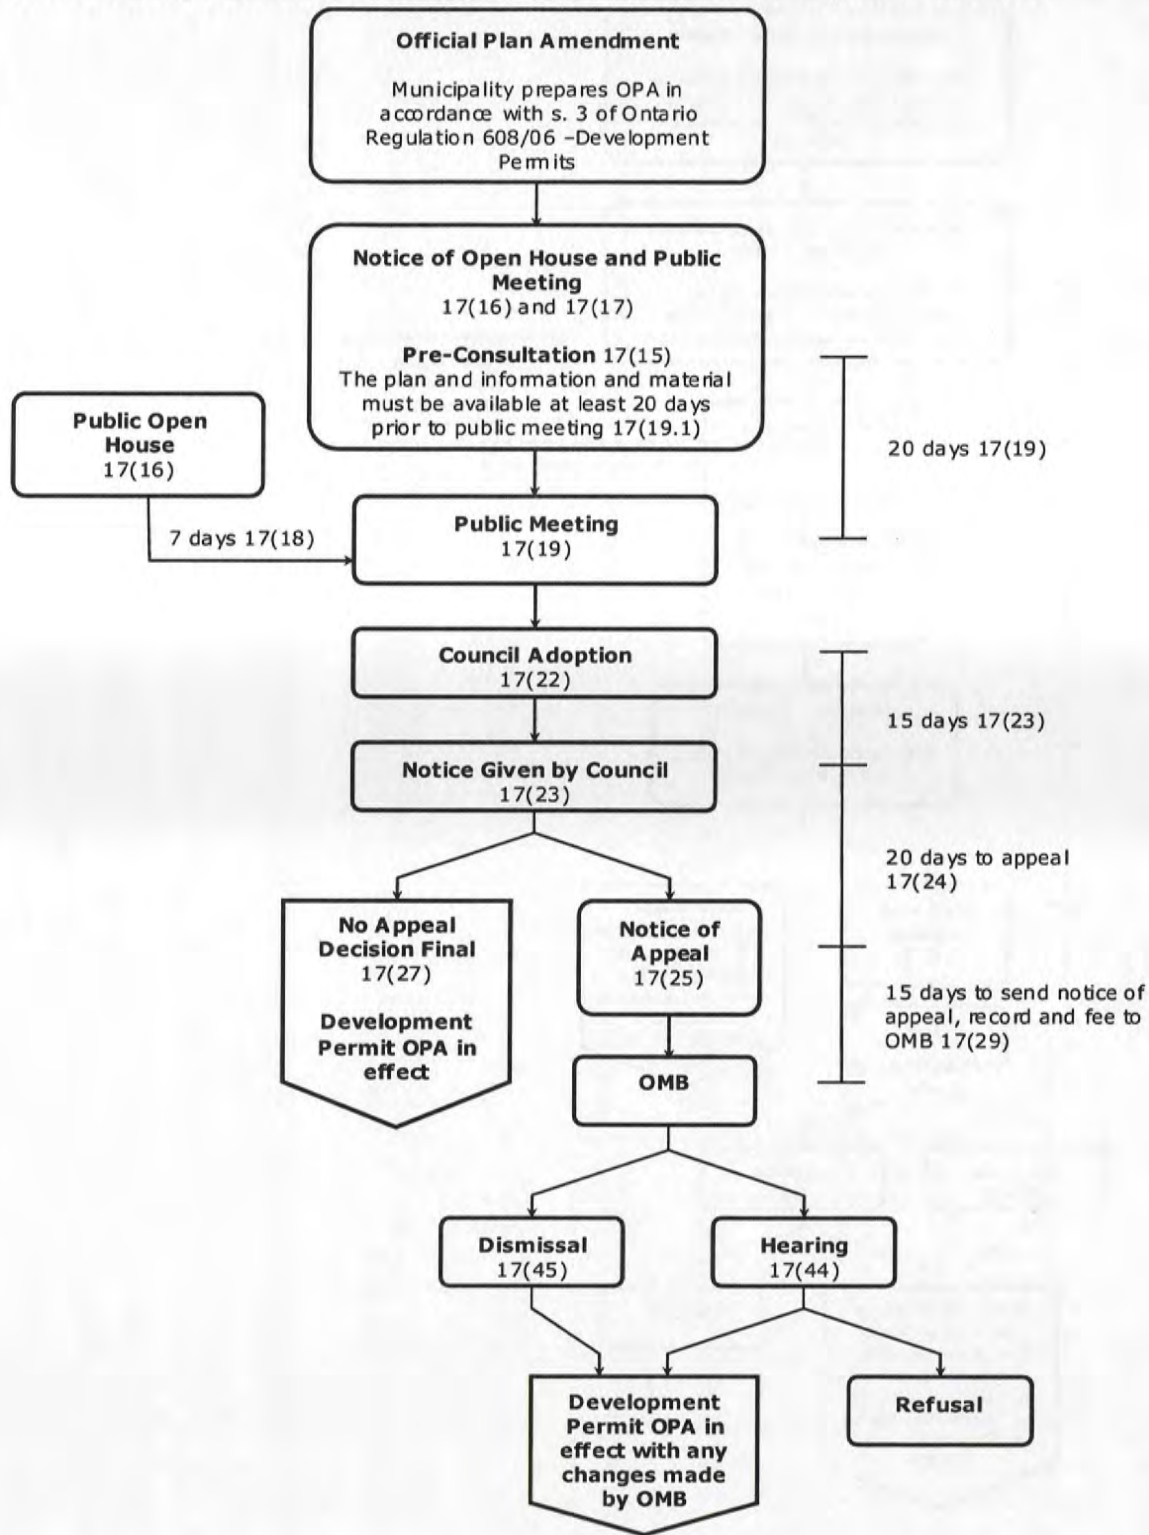 Official Plan Amendment
Municipality prepares OPA in
accordance with s. 3 of Ontario
Regulation 608/06 –Development
Permits
Notice of Open House and Public
Meeting
17(16) and 17(17)
Pre-Consultation 17(15)
The plan and information and material
must be available at least 20 days
prior to public meeting 17(19.1)
20 days 17(19)
Public Open
House
17(16)
7 days 17(18)
Public Meeting
17(19)
Council Adoption
17(22)
15 days 17(23)
Notice Given by Council
17(23)
20 days to appeal
17(24)
No Appeal
Decision Final
17(27)
Development
Permit OPA in
effect
Notice of
Appeal
17(25)
15 days to send notice of
appeal, record and fee to
OMB 17(29)
OMB
Dismissal
17(45)
Hearing
17(44)
Development
Permit OPA in
effect with any
changes made
by OMB
Refusal